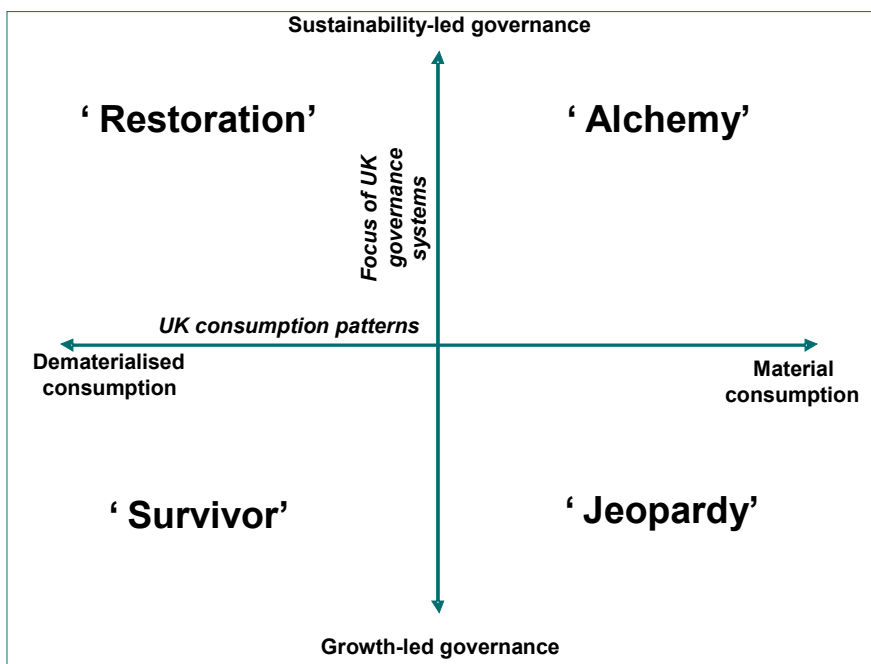 Sustainability-led governance
‘ Restoration’
‘ Alchemy’
Focus of UK
governance
systems
UK consumption patterns
Dematerialised
consumption
Material
consumption
‘ Survivor’
‘ Jeopardy’
Growth-led governance